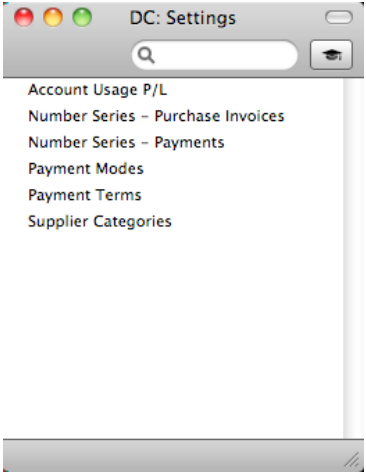 DC: Settings
Account Usage P/L
Number Series – Purchase Invoices
Number Series – Payments
Payment Modes
Payment Terms
Supplier Categories